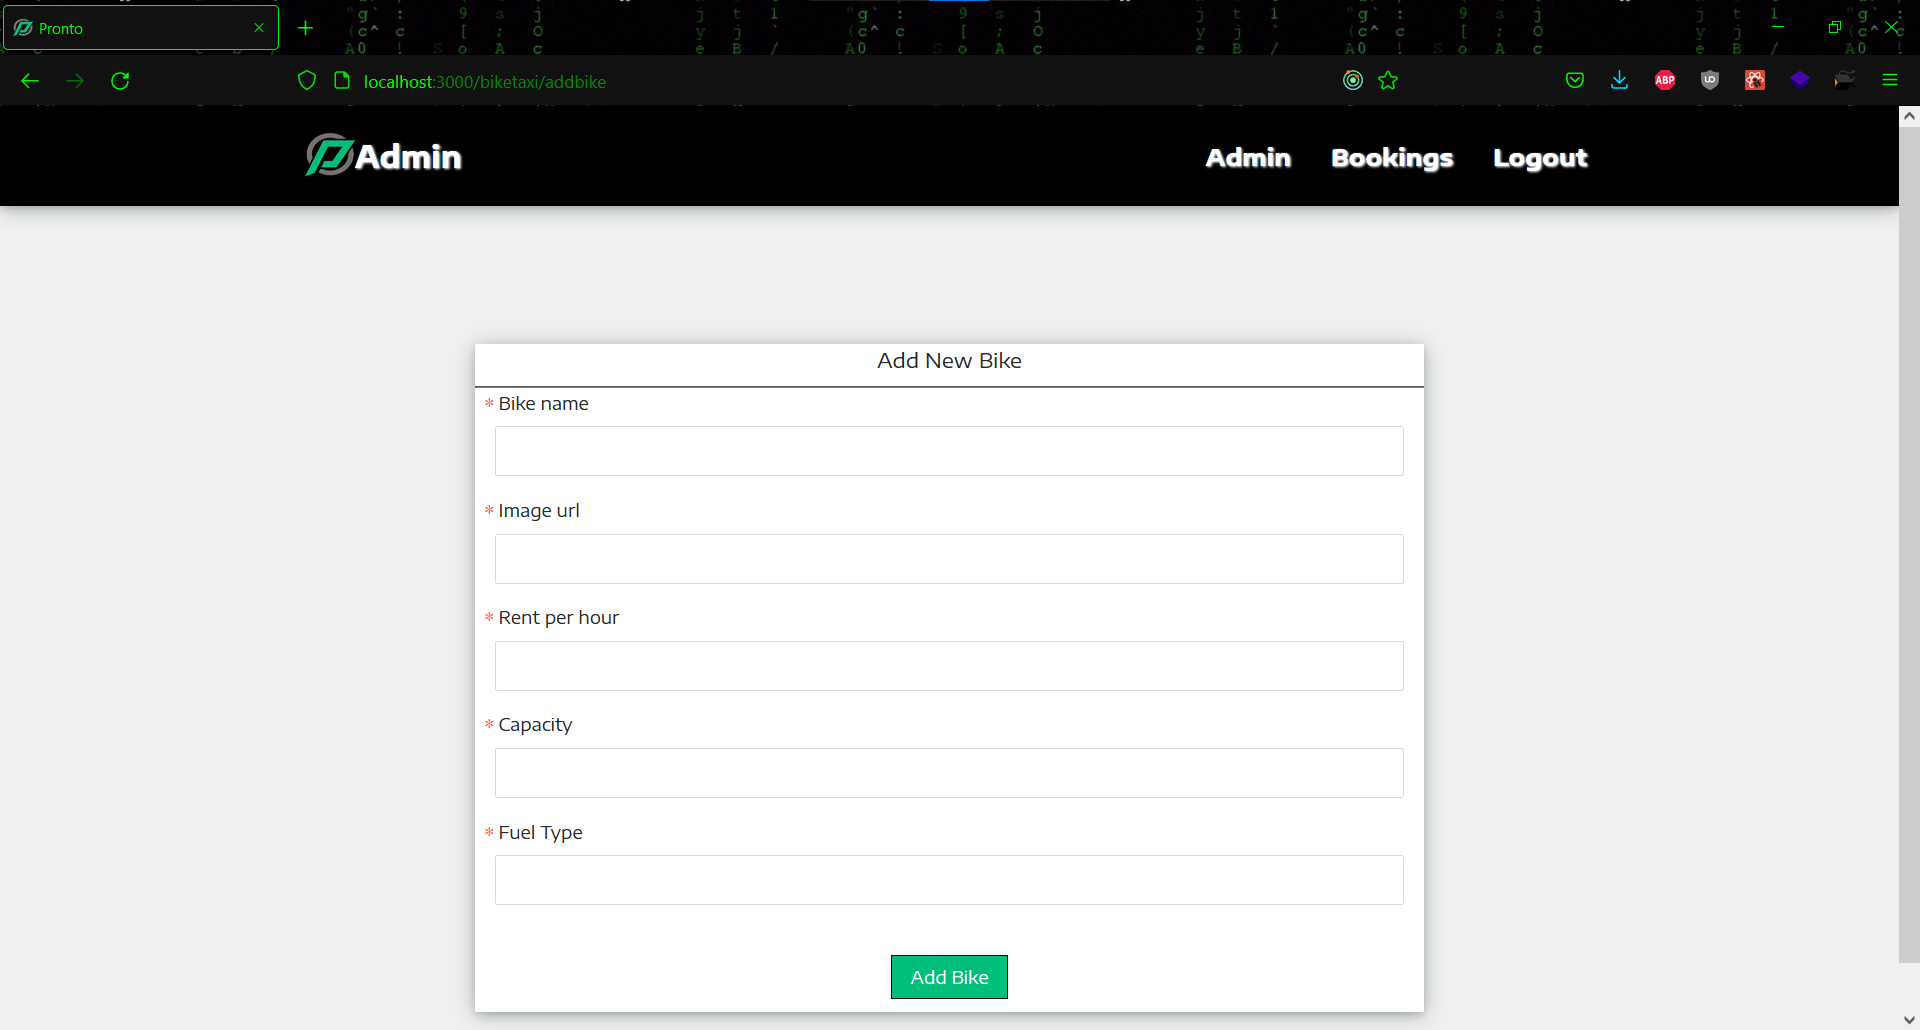 Pronto
localhost:3000/biketaxi/addbike
ABP
Admin
Admin Bookings Logout
Add New Bike
* Bike name
* Image url
* Rent per hour
* Capacity
* Fuel Type
Add Bike